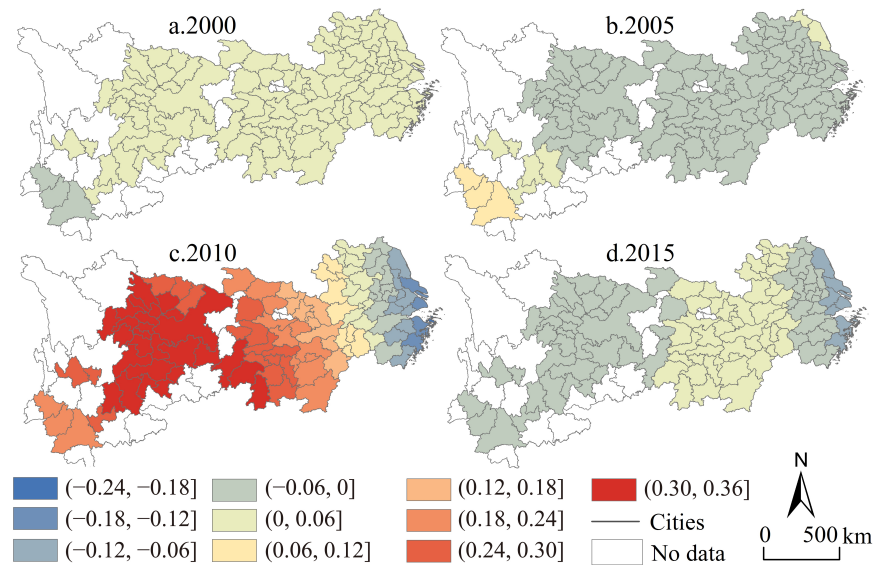 a.2000
b.2005
c.2010
d.2015
(−0.24, −0.18]
(−0.18, −0.12]
(−0.12, −0.06]
(−0.06, 0]
(0, 0.06]
(0.06, 0.12]
(0.12, 0.18]
(0.18, 0.24]
(0.24, 0.30]
(0.30, 0.36]
Cities
No data
N
0 500 km